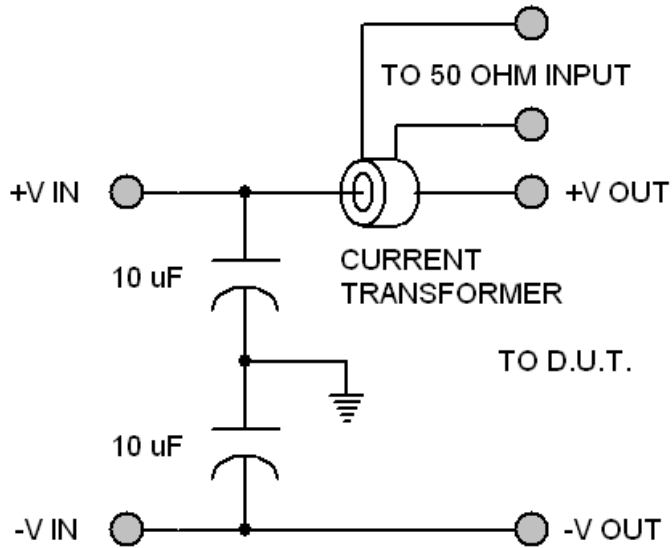 TO 50 OHM INPUT
+V IN
+V OUT
10 uF
CURRENT
TRANSFORMER
TO D.U.T.
10 uF
-V IN
-V OUT